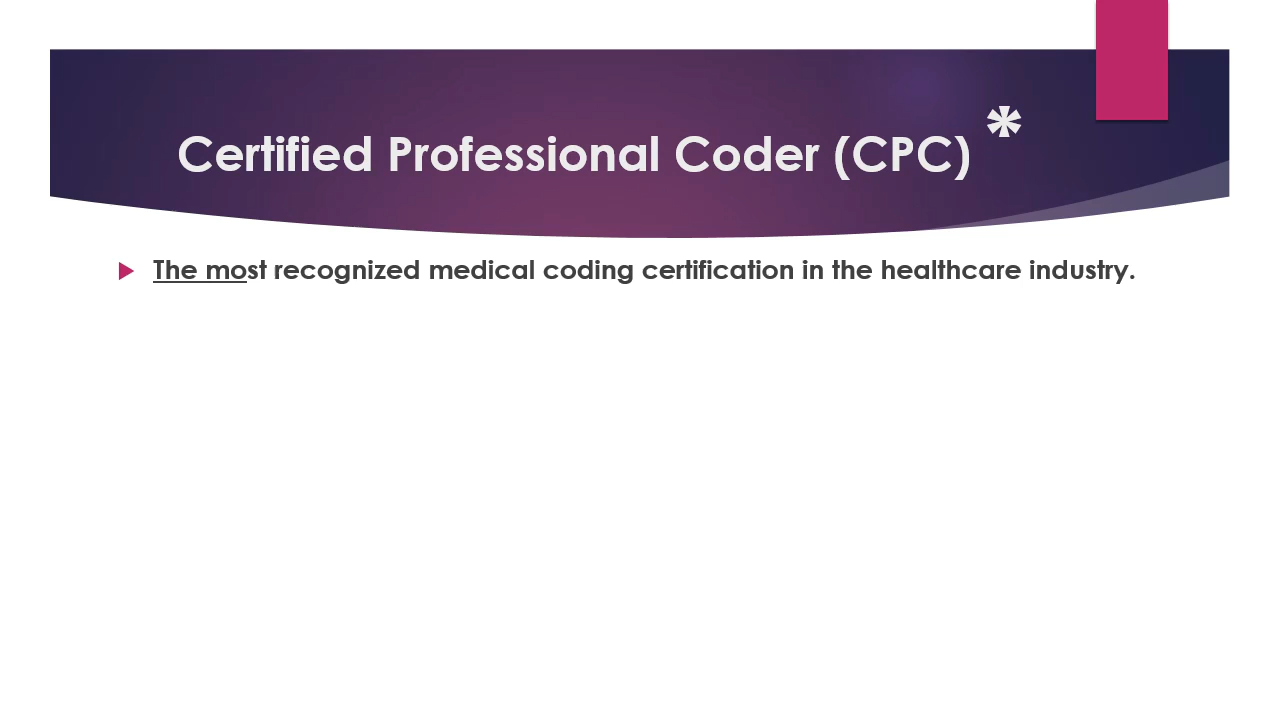 Certified Professional Coder (CPC) *
The most recognized medical coding certification in the healthcare industry.